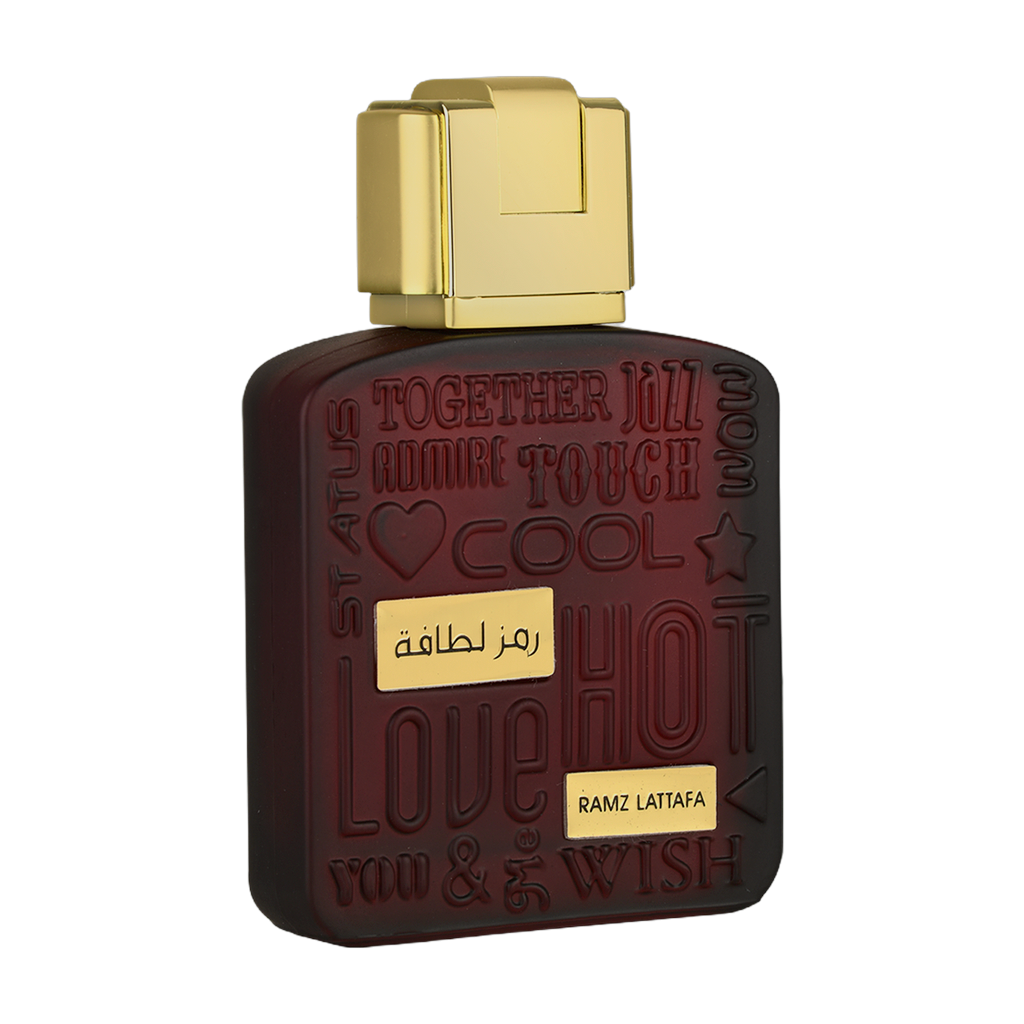 TOGETHER JAZZ
WOW
STATUS
ADMIRE TOUCH
COOL
رمز لطافة
Love HOT
RAMZ LATTAFA
YOU & Me WISH